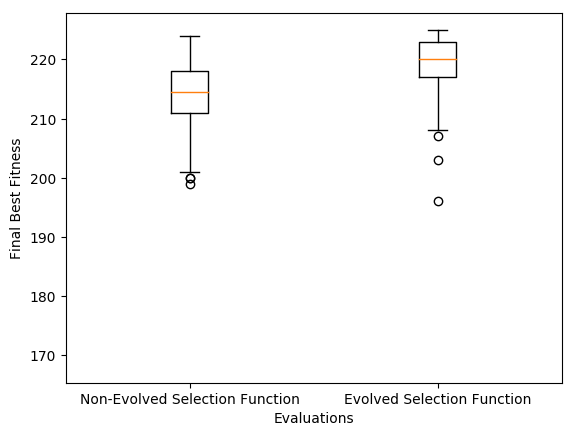 Final Best Fitness
220
210
200
190
180
170
Non-Evolved Selection Function
Evolved Selection Function
Evaluations